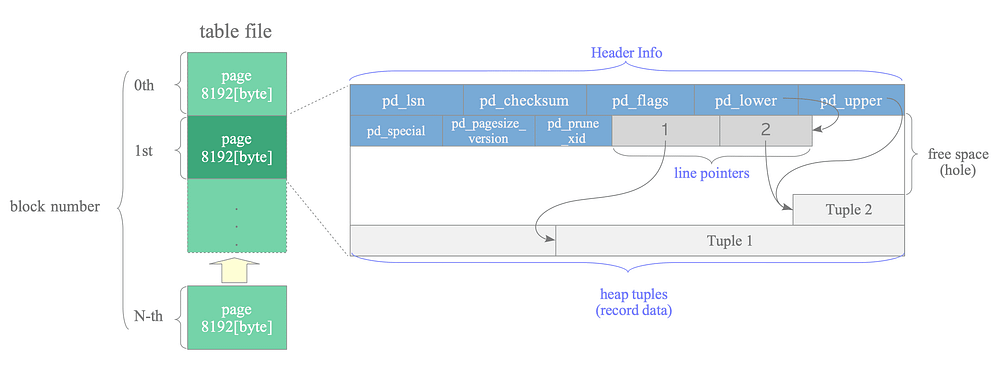 table file
block number
0th
page
8192[byte]
1st
page
8192[byte]
.
.
.
N-th
page
8192[byte]
Header Info
pd_lsn
pd_checksum
pd_flags
pd_lower
pd_upper
pd_special
pd_pagesize_
version
pd_prune
_xid
1
2
line pointers
free space
(hole)
Tuple 2
Tuple 1
heap tuples
(record data)